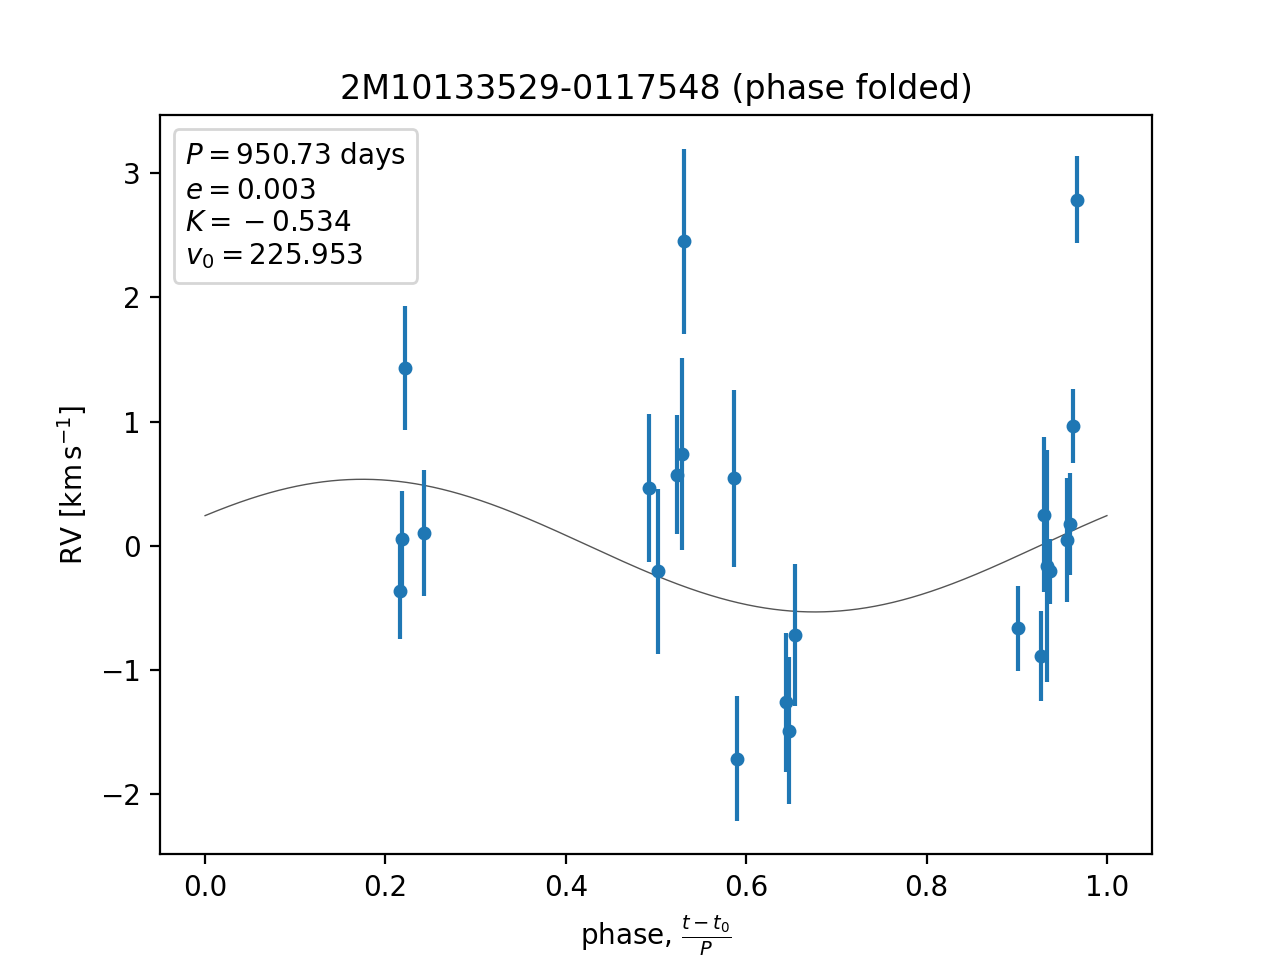 2M10133529-0117548 (phase folded)
P = 950.73 days
e = 0.003
K = −0.534
v₀ = 225.953
RV [km s⁻¹]
3
2
1
0
−1
−2
0.0 0.2 0.4 0.6 0.8 1.0
phase, (t − t₀)/P